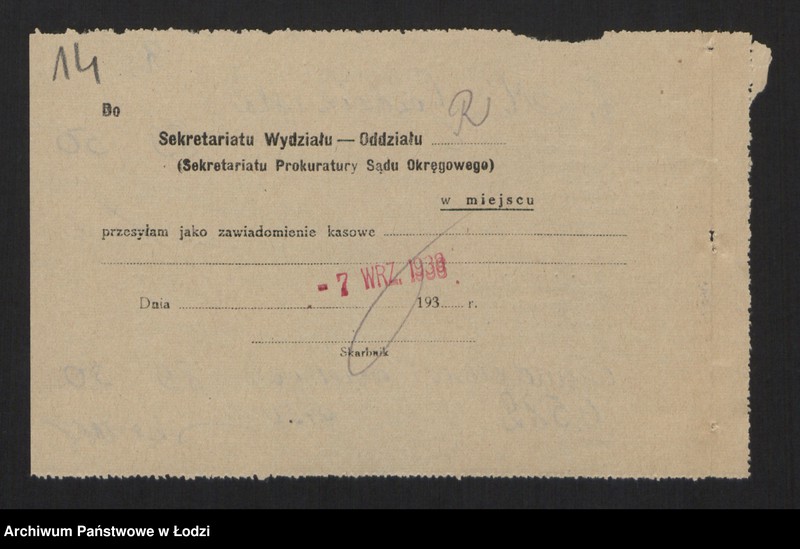 14
Do
Sekretariatu Wydziału — Oddziału R
(Sekretariatu Prokuratury Sądu Okręgowego)
w miejscu
przesyłam jako zawiadomienie kasowe
- 7 WRZ. 1938
Dnia 193 r.
Skarbnik
Archiwum Państwowe w Łodzi